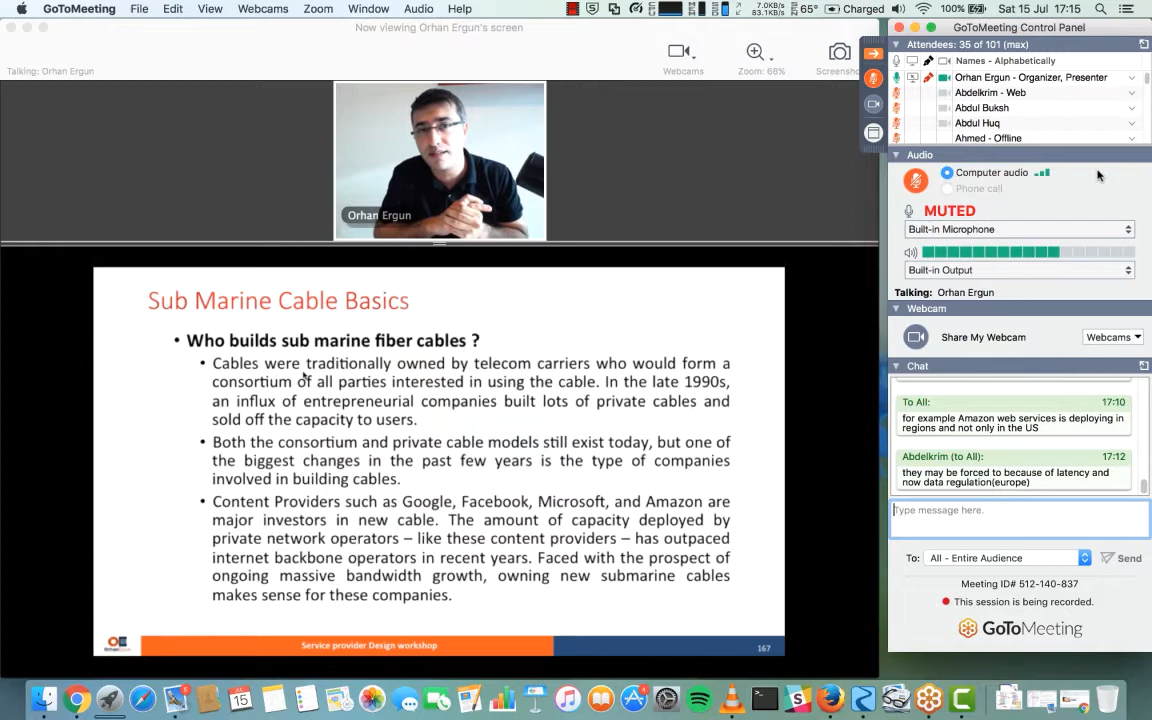 GoToMeeting File Edit View Webcams Zoom Audio Window Audio Help
7.0KB/s
83.1KB/s
65° Charged 100% Sat 15 Jul 17:15
Now viewing Orhan Ergun's screen
Talking: Orhan Ergun
Webcams
Zoom: 68%
Screensho
Orhan Ergun
Sub Marine Cable Basics
• Who builds sub marine fiber cables ?
• Cables were traditionally owned by telecom carriers who would form a
consortium of all parties interested in using the cable. In the late 1990s,
an influx of entrepreneurial companies built lots of private cables and
sold off the capacity to users.
• Both the consortium and private cable models still exist today, but one of
the biggest changes in the past few years is the type of companies
involved in building cables.
• Content Providers such as Google, Facebook, Microsoft, and Amazon are
major investors in new cable. The amount of capacity deployed by
private network operators – like these content providers – has outpaced
internet backbone operators in recent years. Faced with the prospect of
ongoing massive bandwidth growth, owning new submarine cables
makes sense for these companies.
Service provider Design workshop
167
GoToMeeting Control Panel
Attendees: 35 of 101 (max)
Names - Alphabetically
Orhan Ergun - Organizer, Presenter
Abdelkrim - Web
Abdul Buksh
Abdul Huq
Ahmed - Offline
Audio
Computer audio
Phone call
MUTED
Built-in Microphone
Built-in Output
Talking: Orhan Ergun
Webcam
Share My Webcam
Webcams
Chat
To All: 17:10
for example Amazon web services is deploying in
regions and not only in the US
Abdelkrim (to All): 17:12
they may be forced to because of latency and
now data regulation(europe)
Type message here.
To: All - Entire Audience Send
Meeting ID# 512-140-837
This session is being recorded.
GoToMeeting